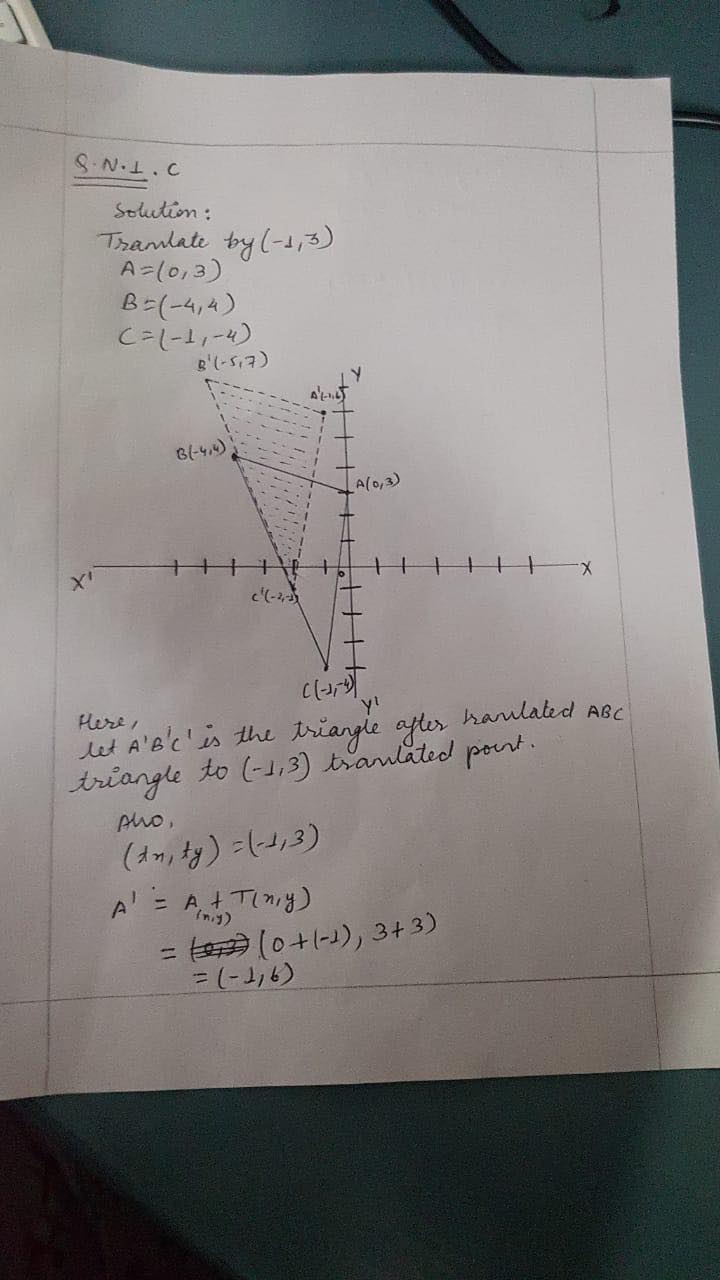 Q.N.1.C
Solution:
Tranlate by (-1,3)
A=(0,3)
B=(-4,4)
C=(-1,-4)
B'(-5,7)
Y
A'(-1,6)
B(-4,4)
A(0,3)
X'
0
X
C'(-2,-1)
C(-1,-4)
Y'
Here,
let A'B'C' is the triangle after tranlated ABC
triangle to (-1,3) tranlated point.
Also,
(tx, ty) = (-1,3)
A' = A(x,y) + T(x,y)
= (0+(-1), 3+3)
= (-1,6)